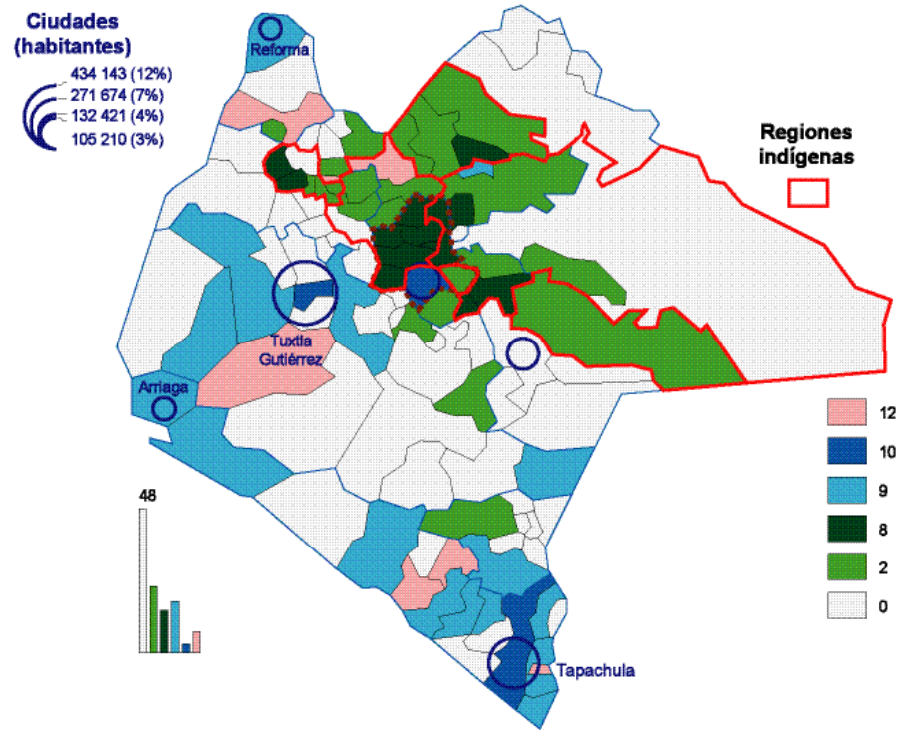 Ciudades
(habitantes)
434 143 (12%)
271 674 (7%)
132 421 (4%)
105 210 (3%)
Reforma
Regiones
indígenas
Tuxtla
Gutiérrez
Arriaga
12
10
9
8
2
0
48
Tapachula